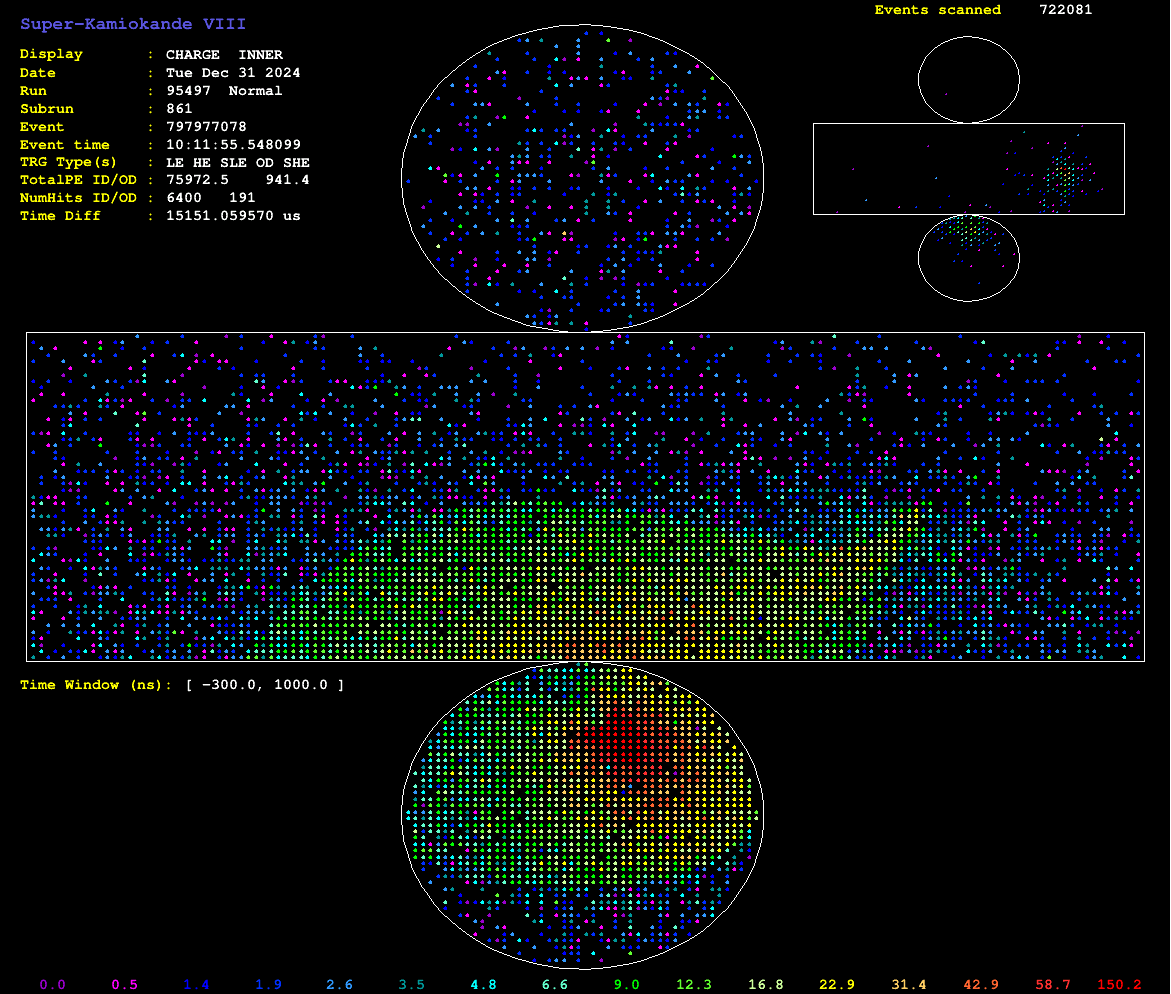 Super-Kamiokande VIII
Events scanned 722081
Display : CHARGE INNER
Date : Tue Dec 31 2024
Run : 95497 Normal
Subrun : 861
Event : 797977078
Event time : 10:11:55.548099
TRG Type(s) : LE HE SLE OD SHE
TotalPE ID/OD : 75972.5 941.4
NumHits ID/OD : 6400 191
Time Diff : 15151.059570 us
Time Window (ns): [ -300.0, 1000.0 ]
0.0 0.5 1.4 1.9 2.6 3.5 4.8 6.6 9.0 12.3 16.8 22.9 31.4 42.9 58.7 150.2